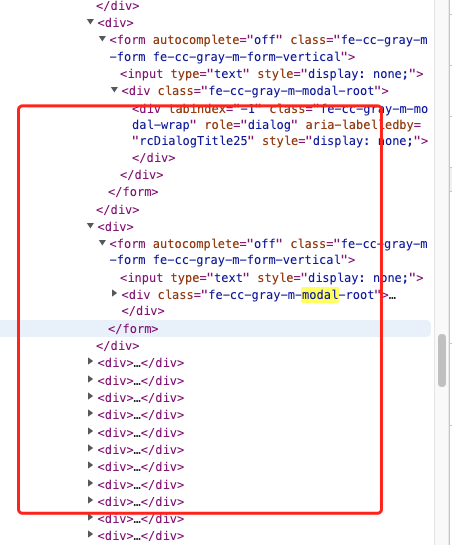 </div>
<div>
<form autocomplete="off" class="fe-cc-gray-m
-form fe-cc-gray-m-form-vertical">
<input type="text" style="display: none;">
<div class="fe-cc-gray-m-modal-root">
<div tabindex="-1" class="fe-cc-gray-m-mo
dal-wrap" role="dialog" aria-labelledby=
"rcDialogTitle25" style="display: none;">
</div>
</div>
</form>
</div>
<div>
<form autocomplete="off" class="fe-cc-gray-m
-form fe-cc-gray-m-form-vertical">
<input type="text" style="display: none;">
<div class="fe-cc-gray-m-modal-root">…
</div>
</form>
</div>
<div>…</div>
<div>…</div>
<div>…</div>
<div>…</div>
<div>…</div>
<div>…</div>
<div>…</div>
<div>…</div>
<div>…</div>
<div>…</div>
<div>…</div>